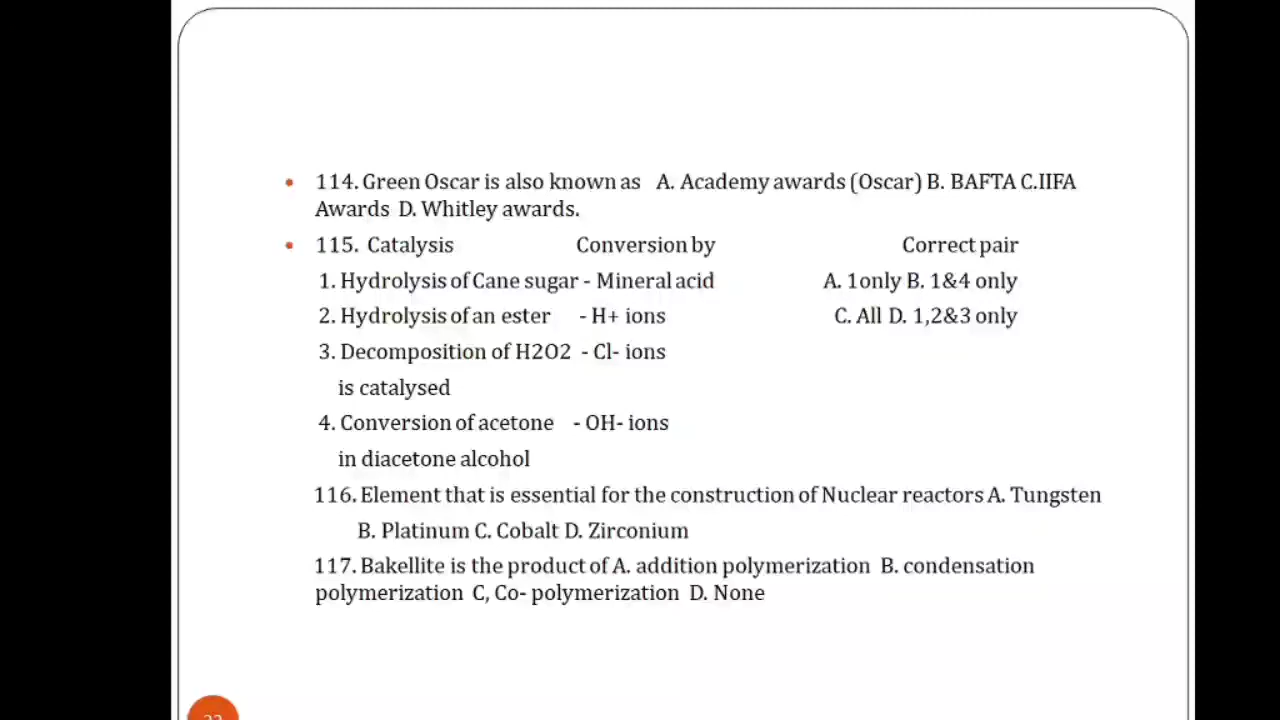 114. Green Oscar is also known as A. Academy awards (Oscar) B. BAFTA C.IIFA
Awards D. Whitley awards.
115. Catalysis Conversion by Correct pair
1. Hydrolysis of Cane sugar - Mineral acid A. 1only B. 1&4 only
2. Hydrolysis of an ester - H+ ions C. All D. 1,2&3 only
3. Decomposition of H2O2 - Cl- ions
is catalysed
4. Conversion of acetone - OH- ions
in diacetone alcohol
116. Element that is essential for the construction of Nuclear reactors A. Tungsten
B. Platinum C. Cobalt D. Zirconium
117. Bakellite is the product of A. addition polymerization B. condensation
polymerization C, Co- polymerization D. None